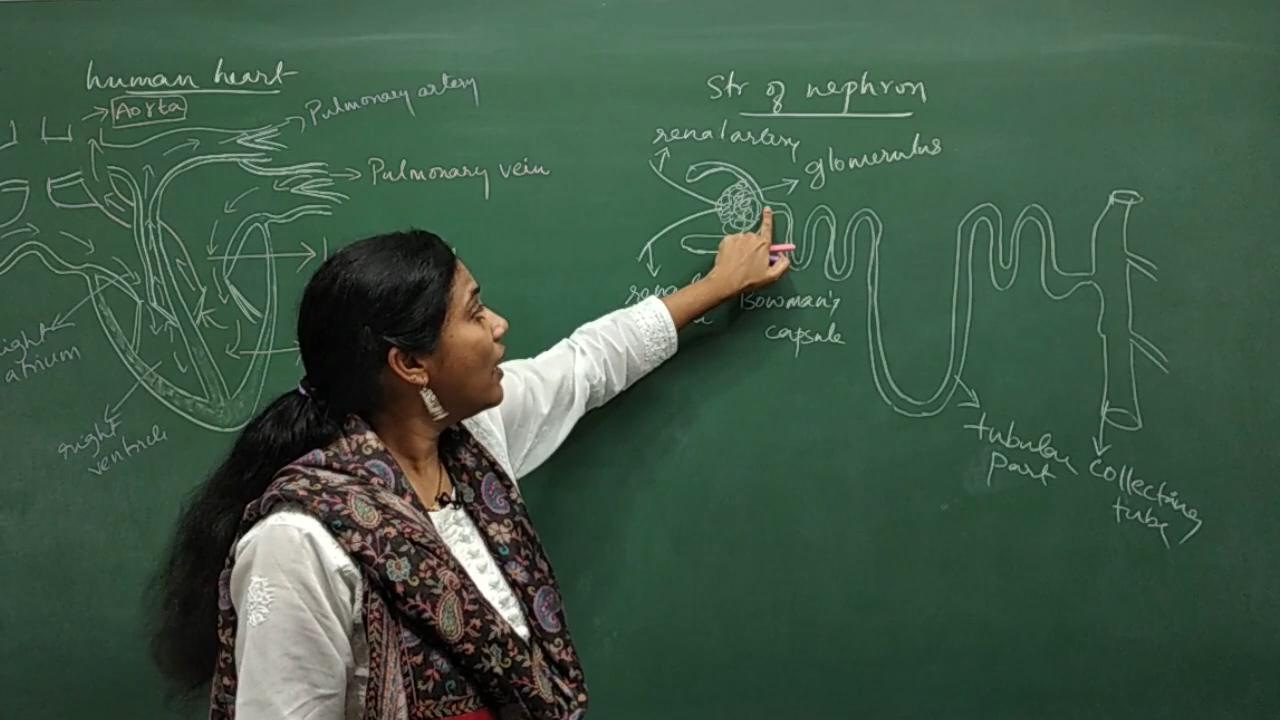 human heart
Aorta
Pulmonary artery
Pulmonary vein
atrium
right
ventricle
Str of nephron
renal artery
glomerulus
Bowman's
capsule
tubular
part
Collecting
tube